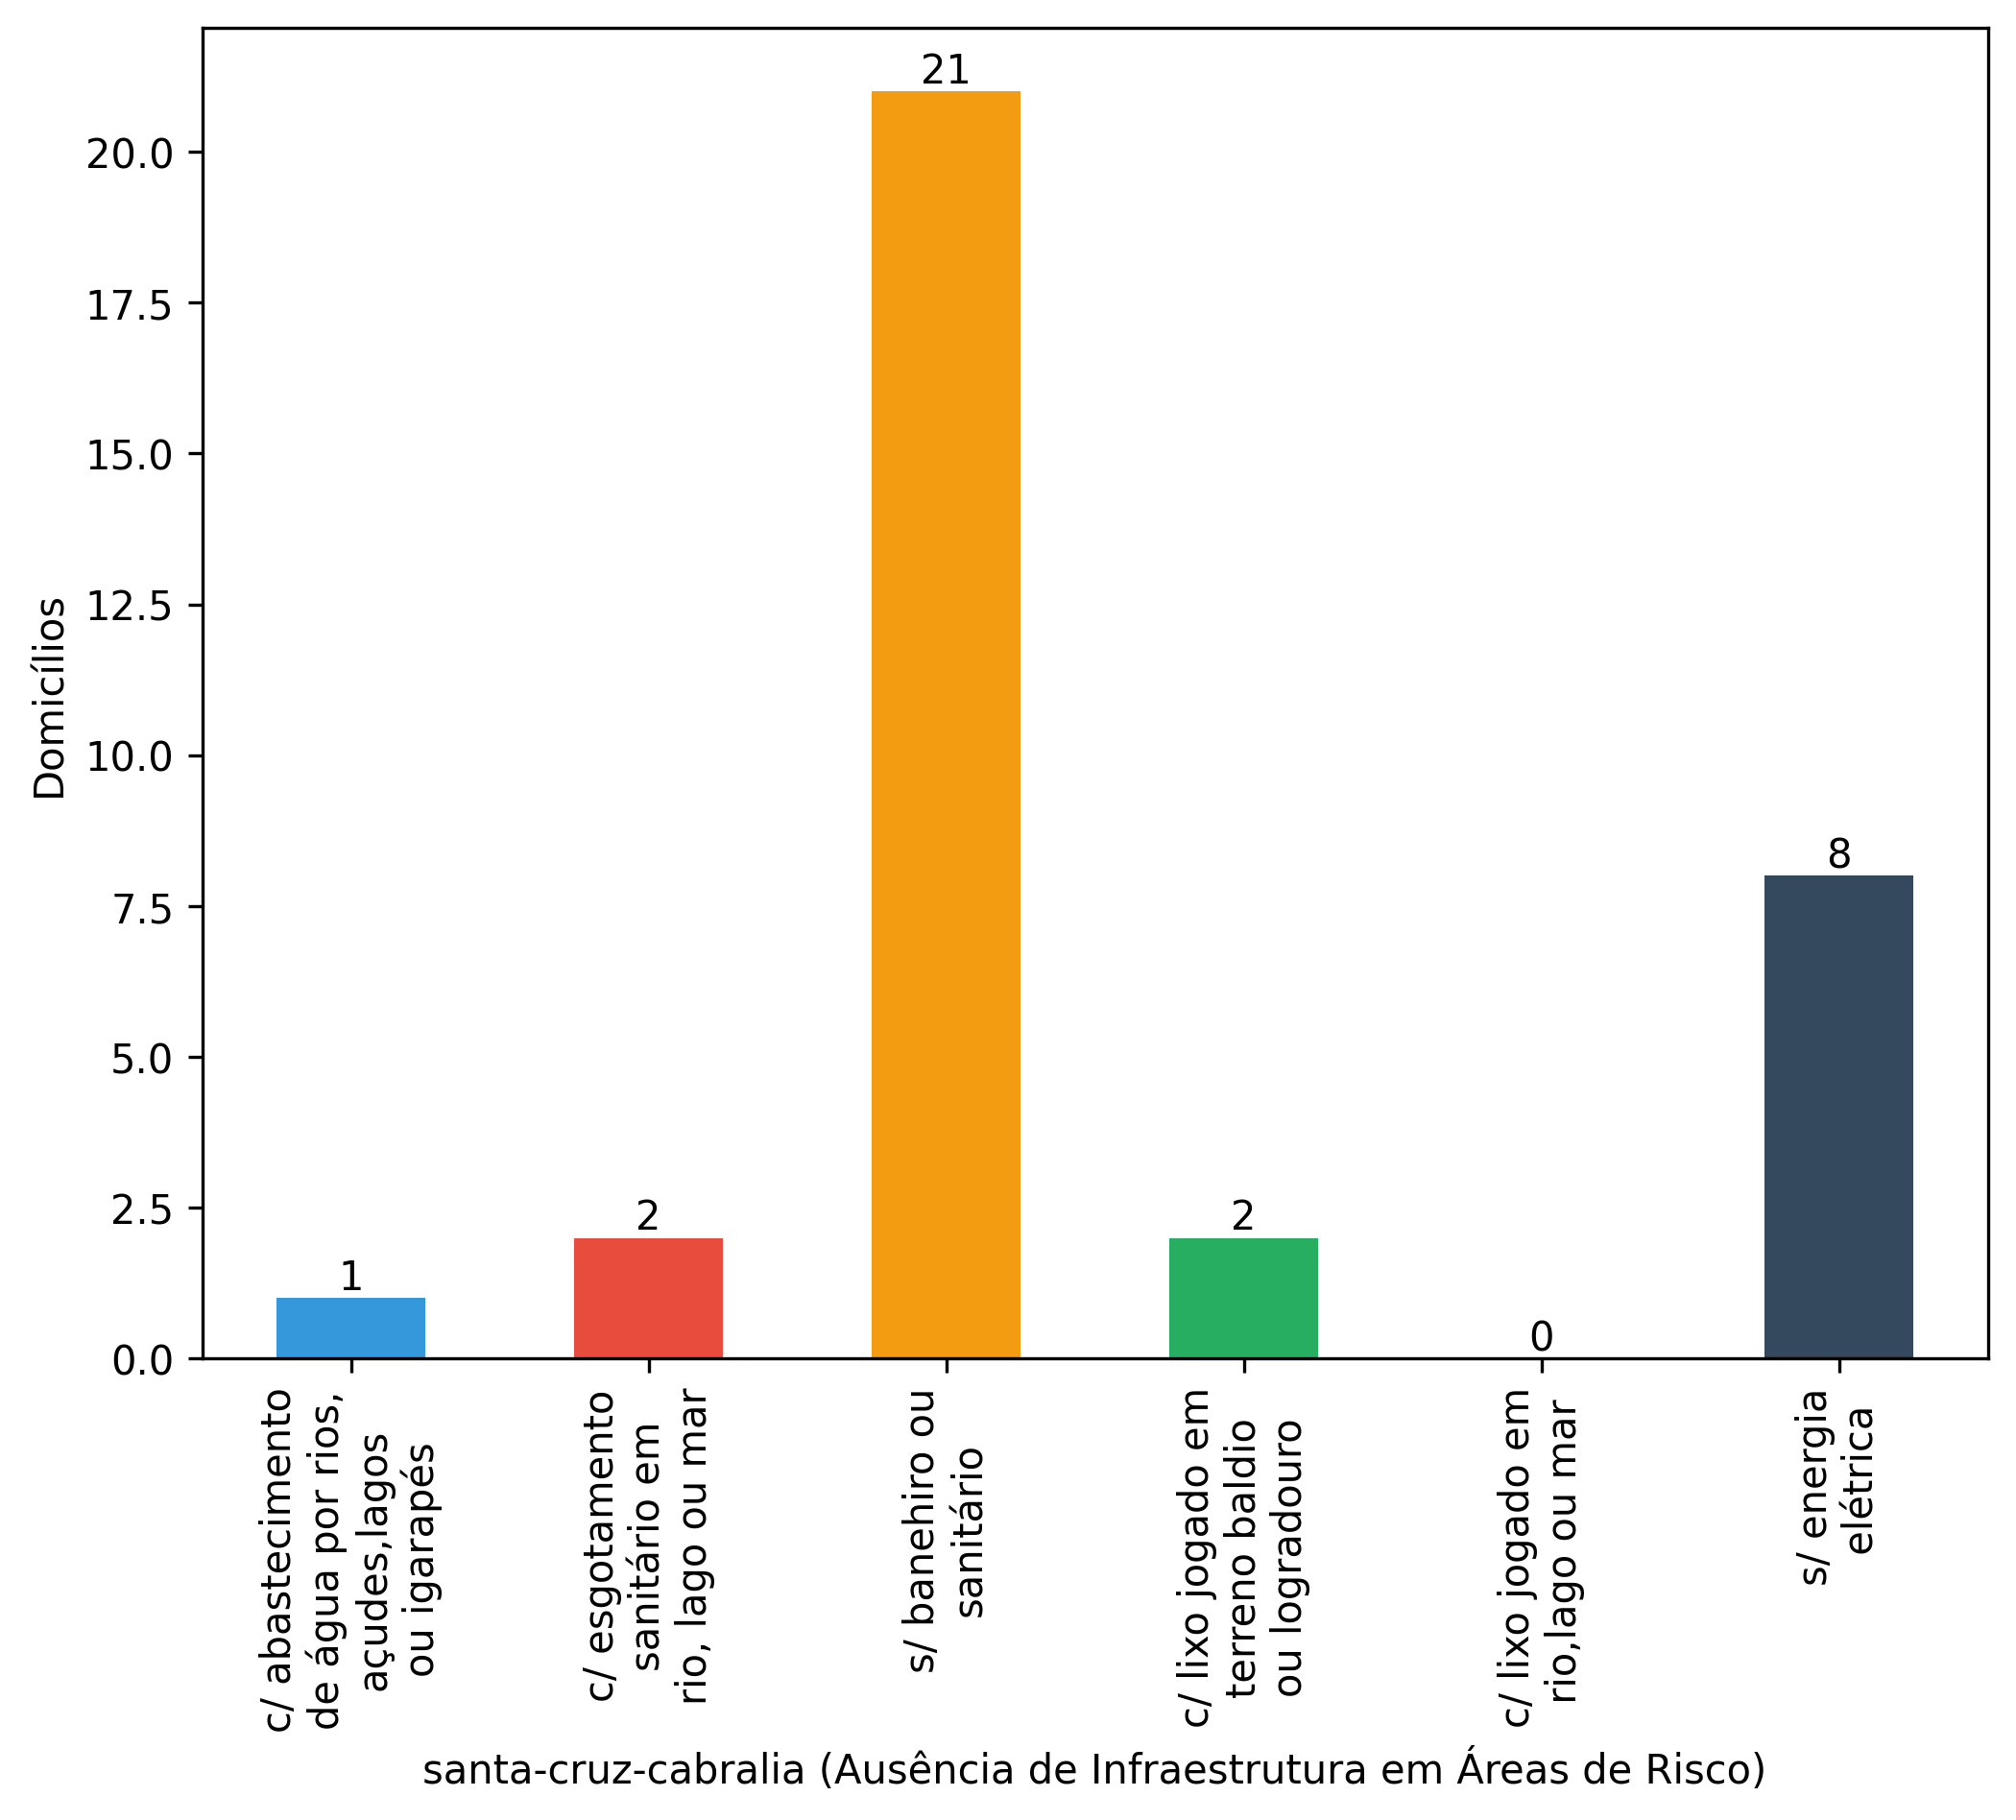 21
20.0
17.5
15.0
12.5
10.0
7.5
5.0
2.5
0.0
Domicílios
8
2
2
1
0
c/ abastecimento
de água por rios,
açudes,lagos
ou igarapés
c/ esgotamento
sanitário em
rio, lago ou mar
s/ banehiro ou
sanitário
c/ lixo jogado em
terreno baldio
ou logradouro
c/ lixo jogado em
rio,lago ou mar
s/ energia
elétrica
santa-cruz-cabralia (Ausência de Infraestrutura em Áreas de Risco)